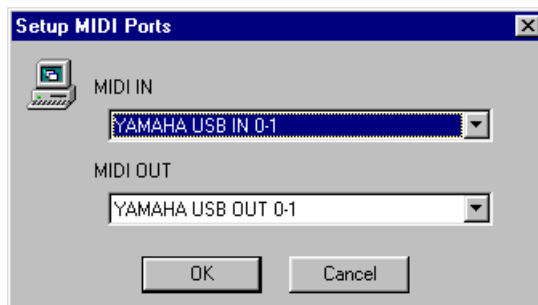 Setup MIDI Ports
MIDI IN
YAMAHA USB IN 0-1
MIDI OUT
YAMAHA USB OUT 0-1
OK Cancel